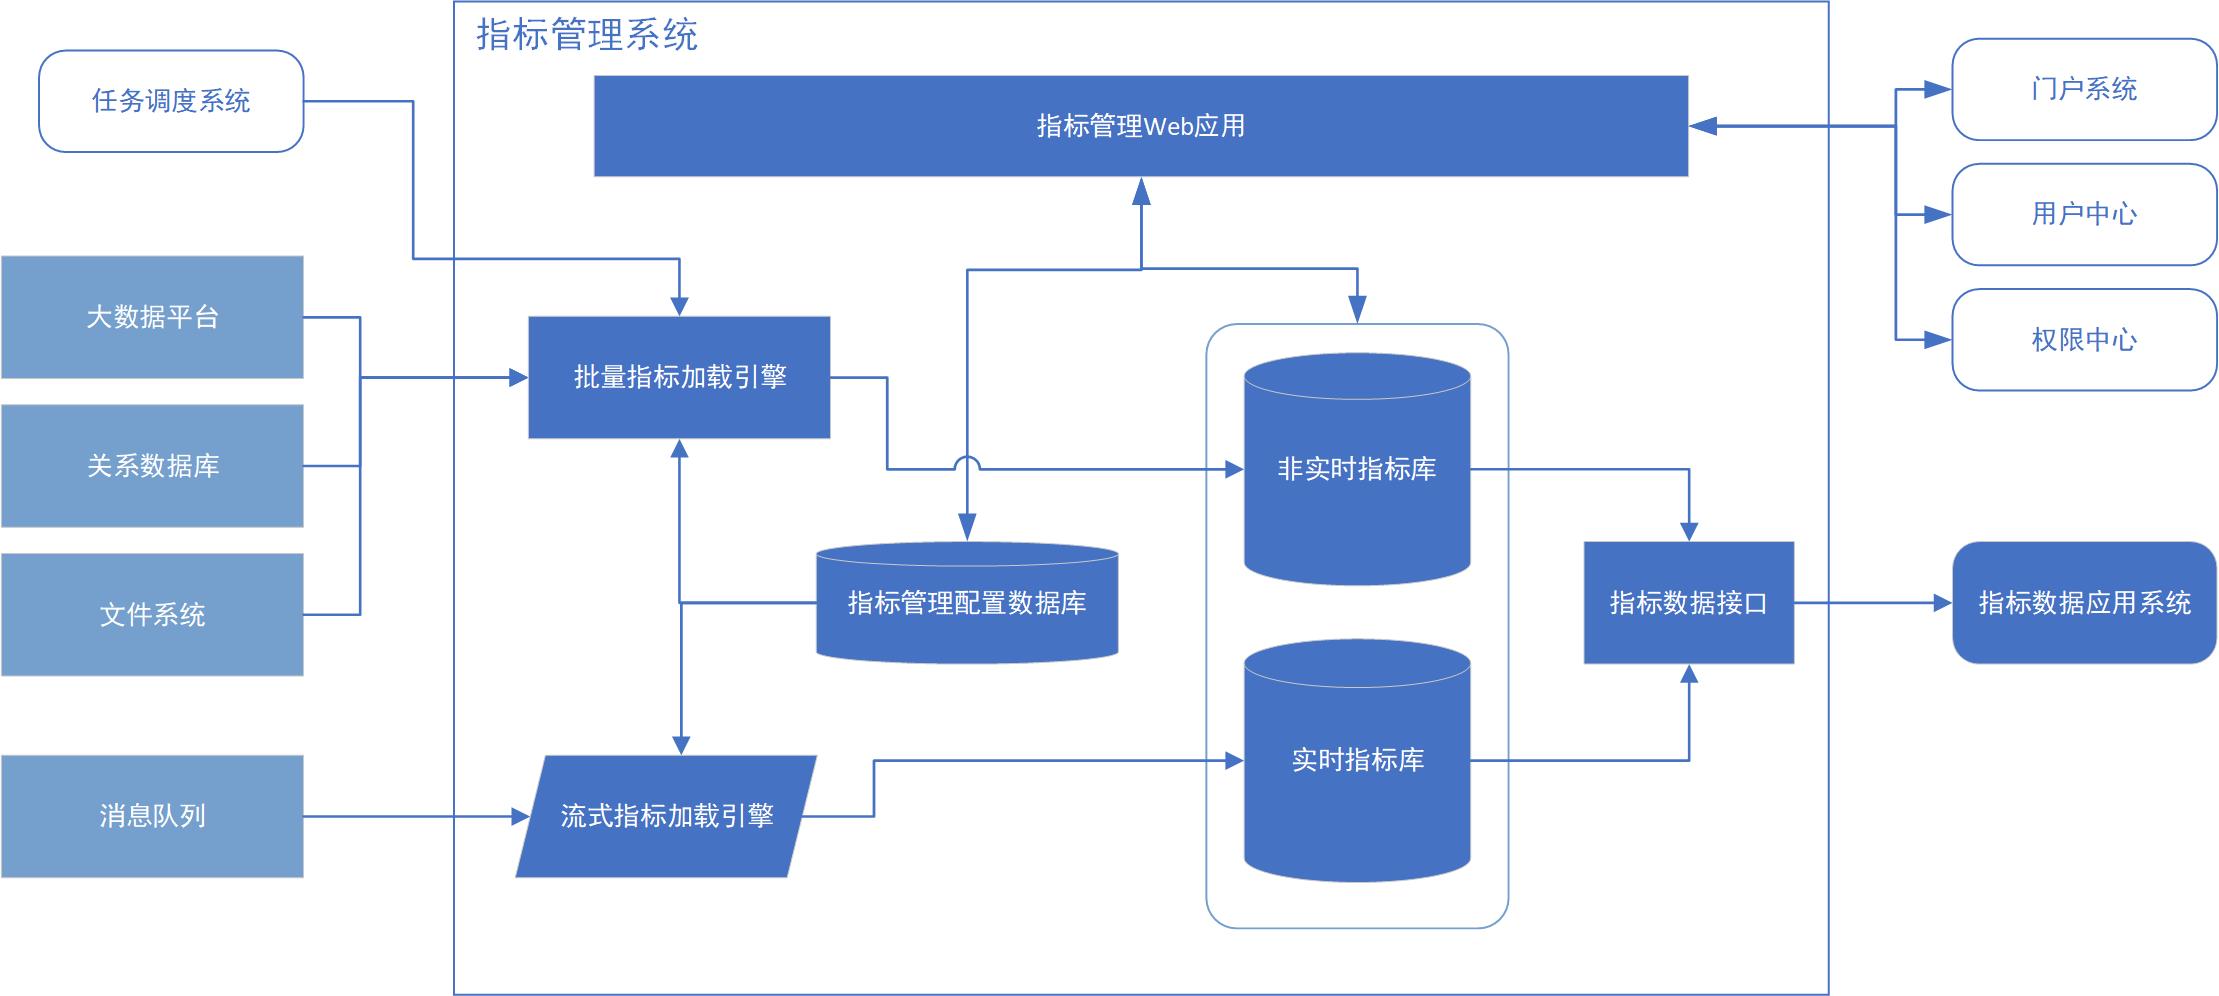 指标管理系统
任务调度系统
指标管理Web应用
门户系统
用户中心
权限中心
大数据平台
批量指标加载引擎
关系数据库
非实时指标库
文件系统
指标管理配置数据库
指标数据接口
指标数据应用系统
实时指标库
消息队列
流式指标加载引擎